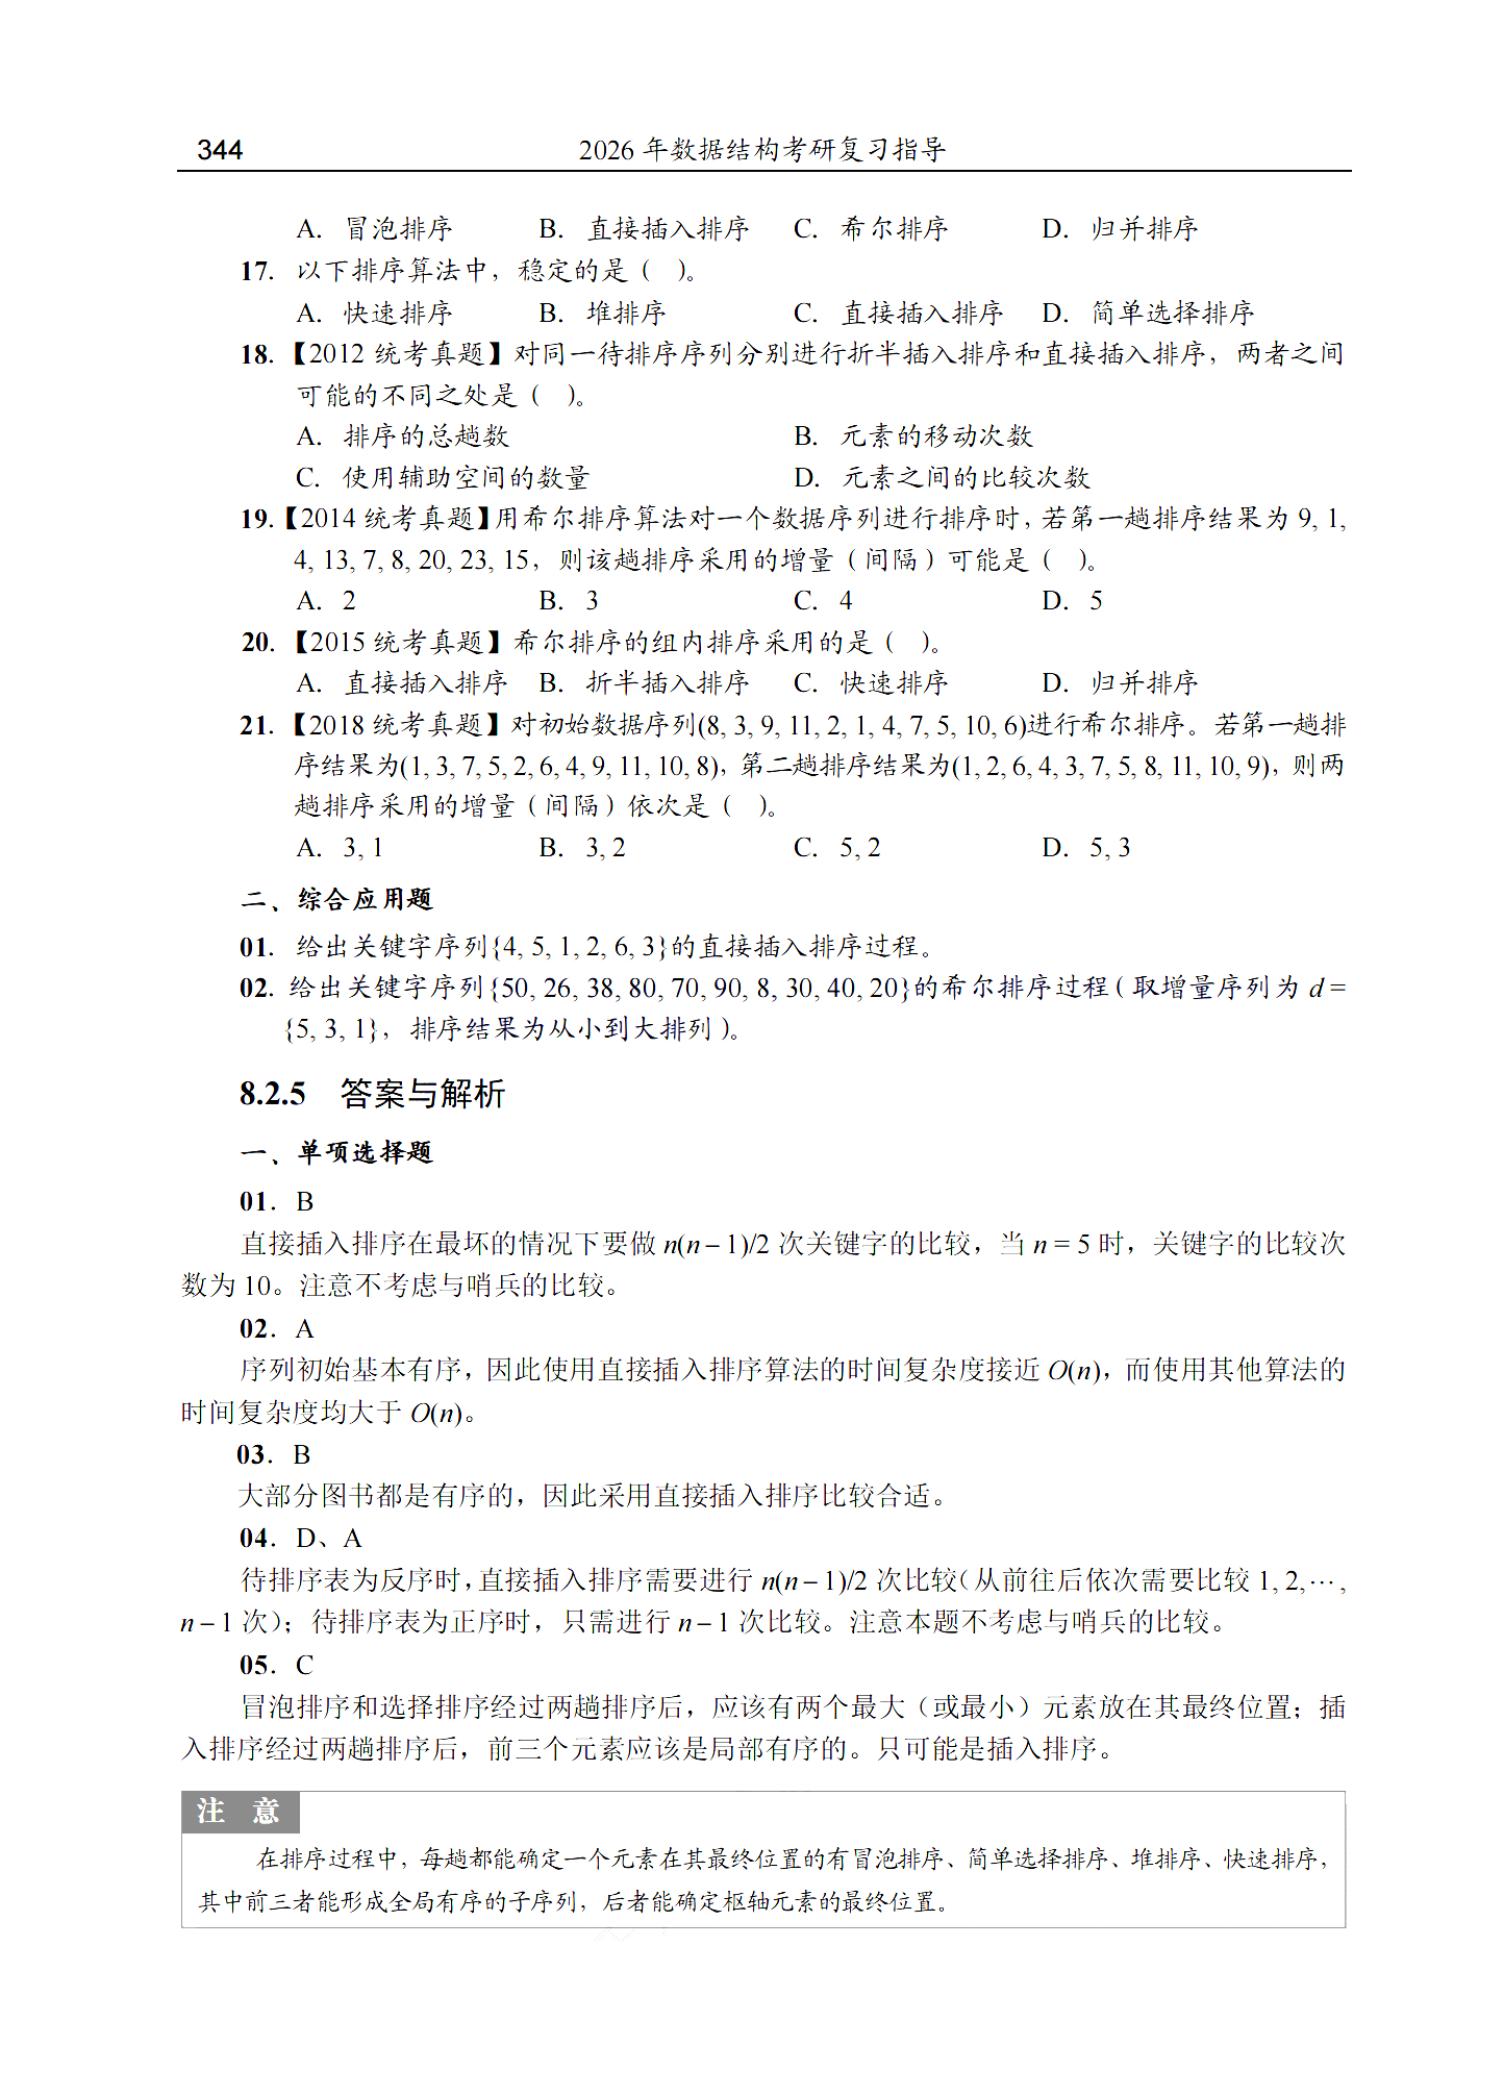 344 2026 年数据结构考研复习指导
A. 冒泡排序 B. 直接插入排序 C. 希尔排序 D. 归并排序
17. 以下排序算法中，稳定的是（ ）。
A. 快速排序 B. 堆排序 C. 直接插入排序 D. 简单选择排序
18. 【2012 统考真题】对同一待排序序列分别进行折半插入排序和直接插入排序，两者之间
可能的不同之处是（ ）。
A. 排序的总趟数 B. 元素的移动次数
C. 使用辅助空间的数量 D. 元素之间的比较次数
19. 【2014 统考真题】用希尔排序算法对一个数据序列进行排序时，若第一趟排序结果为 9, 1,
4, 13, 7, 8, 20, 23, 15，则该趟排序采用的增量（间隔）可能是（ ）。
A. 2 B. 3 C. 4 D. 5
20. 【2015 统考真题】希尔排序的组内排序采用的是（ ）。
A. 直接插入排序 B. 折半插入排序 C. 快速排序 D. 归并排序
21. 【2018 统考真题】对初始数据序列(8, 3, 9, 11, 2, 1, 4, 7, 5, 10, 6)进行希尔排序。若第一趟排
序结果为(1, 3, 7, 5, 2, 6, 4, 9, 11, 10, 8)，第二趟排序结果为(1, 2, 6, 4, 3, 7, 5, 8, 11, 10, 9)，则两
趟排序采用的增量（间隔）依次是（ ）。
A. 3, 1 B. 3, 2 C. 5, 2 D. 5, 3
二、综合应用题
01. 给出关键字序列{4, 5, 1, 2, 6, 3}的直接插入排序过程。
02. 给出关键字序列{50, 26, 38, 80, 70, 90, 8, 30, 40, 20}的希尔排序过程（取增量序列为 d =
{5, 3, 1}，排序结果为从小到大排列）。
8.2.5 答案与解析
一、单项选择题
01. B
直接插入排序在最坏的情况下要做 n(n – 1)/2 次关键字的比较，当 n = 5 时，关键字的比较次
数为 10。注意不考虑与哨兵的比较。
02. A
序列初始基本有序，因此使用直接插入排序算法的时间复杂度接近 O(n)，而使用其他算法的
时间复杂度均大于 O(n)。
03. B
大部分图书都是有序的，因此采用直接插入排序比较合适。
04. D、A
待排序表为反序时，直接插入排序需要进行 n(n – 1)/2 次比较（从前往后依次需要比较 1, 2,⋯,
n – 1 次）；待排序表为正序时，只需进行 n – 1 次比较。注意本题不考虑与哨兵的比较。
05. C
冒泡排序和选择排序经过两趟排序后，应该有两个最大（或最小）元素放在其最终位置；插
入排序经过两趟排序后，前三个元素应该是局部有序的。只可能是插入排序。
注 意
在排序过程中，每趟都能确定一个元素在其最终位置的有冒泡排序、简单选择排序、堆排序、快速排序，
其中前三者能形成全局有序的子序列，后者能确定枢轴元素的最终位置。